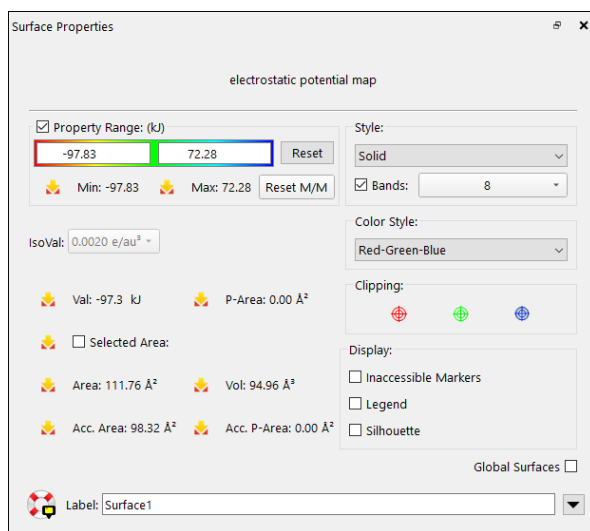 Surface Properties
electrostatic potential map
Property Range: (kJ)
-97.83 72.28 Reset
Min: -97.83 Max: 72.28 Reset M/M
Style:
Solid
Bands: 8
IsoVal: 0.0020 e/au³
Color Style:
Red-Green-Blue
Val: -97.3 kJ P-Area: 0.00 Å²
Selected Area:
Area: 111.76 Å² Vol: 94.96 Å³
Acc. Area: 98.32 Å² Acc. P-Area: 0.00 Å²
Clipping:
Display:
Inaccessible Markers
Legend
Silhouette
Global Surfaces
Label: Surface1